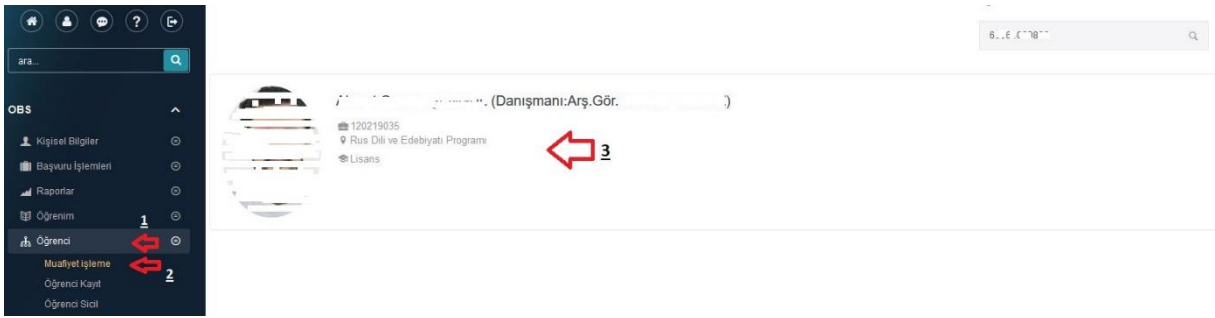 ?
ara...
OBS
Kişisel Bilgiler
Başvuru İşlemleri
Raporlar
Öğrenim
1
Öğrenci
Muafiyet işleme
2
Öğrenci Kayıt
Öğrenci Sicil
(Danışmanı:Arş.Gör.
)
120219035
Rus Dili ve Edebiyatı Programı
Lisans
3